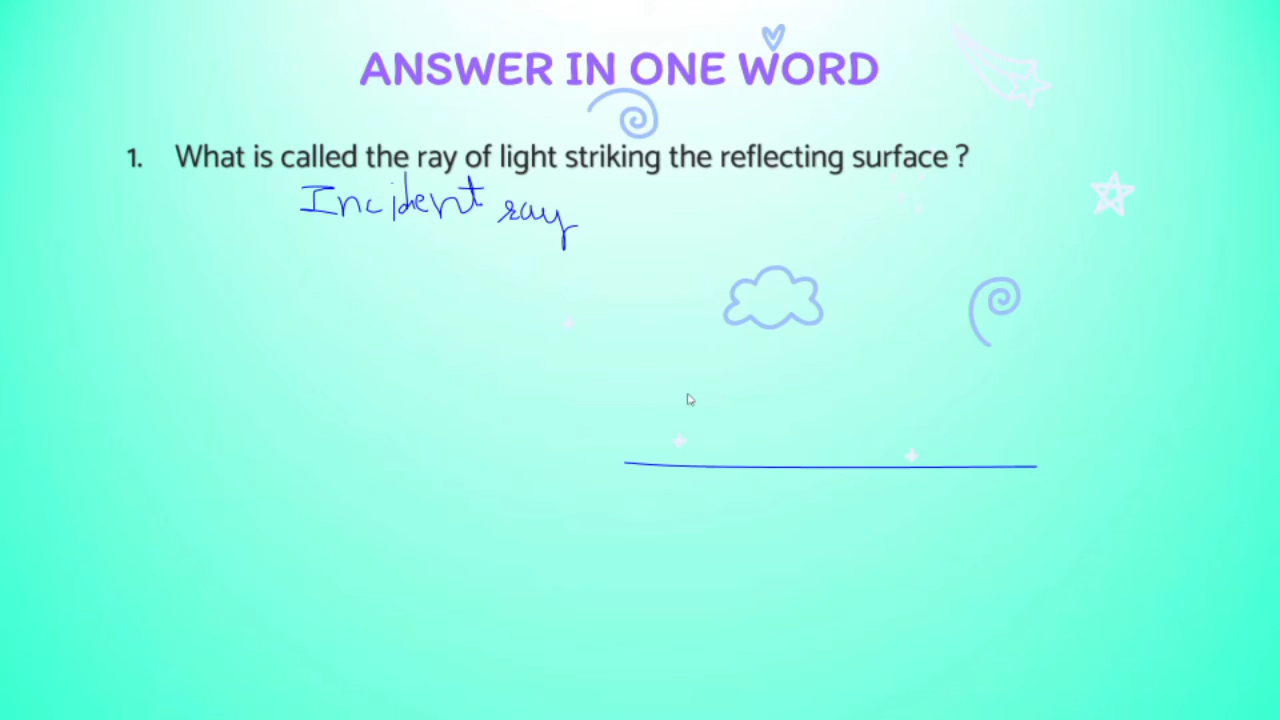 ANSWER IN ONE WORD
1. What is called the ray of light striking the reflecting surface ?
Incident ray